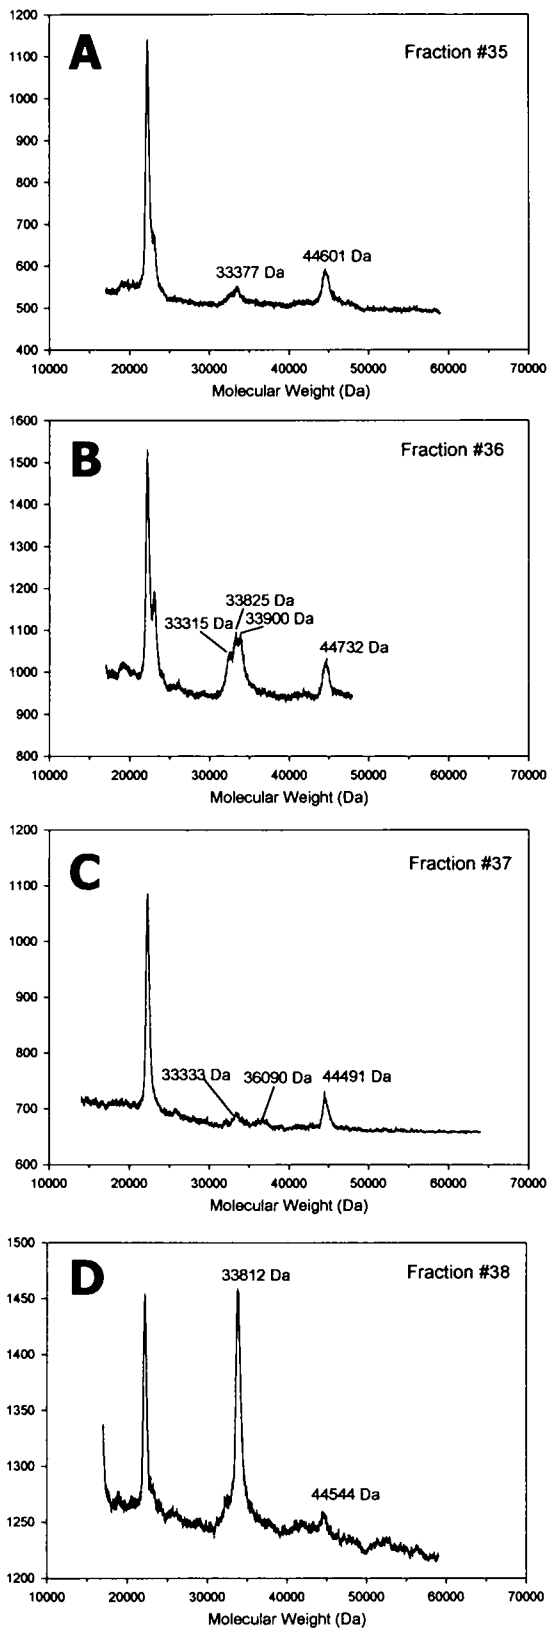 A
Fraction #35
1200
1100
1000
900
800
700
600
500
400
33377 Da
44601 Da
10000 20000 30000 40000 50000 60000 70000
Molecular Weight (Da)
B
Fraction #36
1600
1500
1400
1300
1200
1100
1000
900
800
33825 Da
33315 Da
33900 Da
44732 Da
10000 20000 30000 40000 50000 60000 70000
Molecular Weight (Da)
C
Fraction #37
1200
1100
1000
900
800
700
600
33333 Da
36090 Da
44491 Da
10000 20000 30000 40000 50000 60000 70000
Molecular Weight (Da)
D
Fraction #38
1500
1450
1400
1350
1300
1250
1200
33812 Da
44544 Da
10000 20000 30000 40000 50000 60000 70000
Molecular Weight (Da)